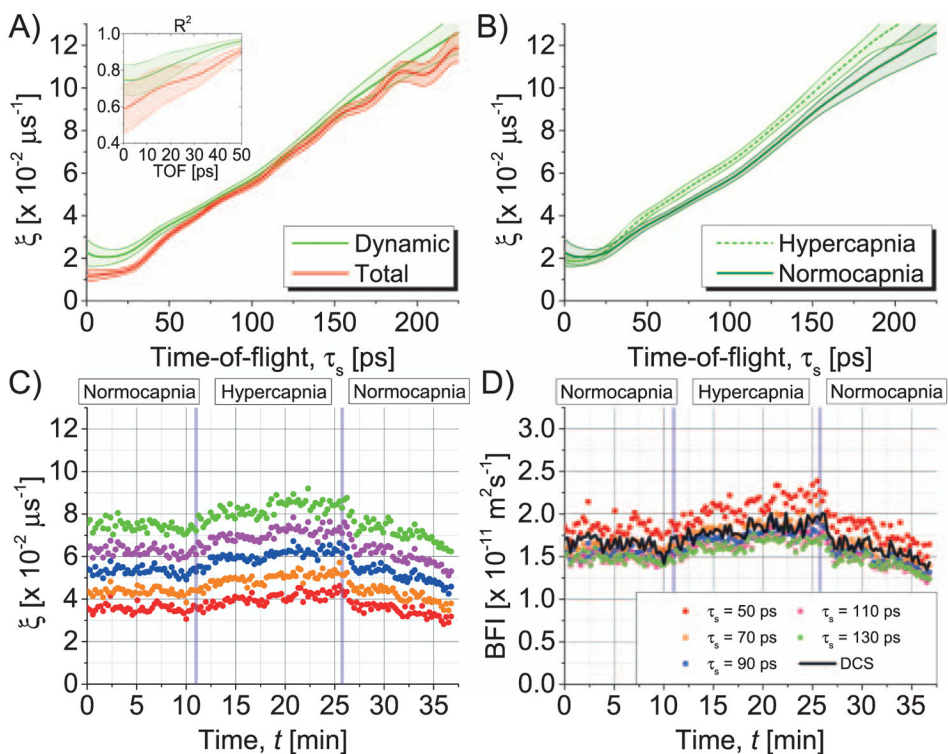 A)
R²
1.0
0.8
0.6
0.4
0 10 20 30 40 50
TOF [ps]
12
10
8
6
4
2
0
ξ [x 10⁻² µs⁻¹]
Dynamic
Total
0 50 100 150 200
Time-of-flight, τₛ [ps]
B)
12
10
8
6
4
2
0
ξ [x 10⁻² µs⁻¹]
Hypercapnia
Normocapnia
0 50 100 150 200
Time-of-flight, τₛ [ps]
C)
Normocapnia Hypercapnia Normocapnia
12
10
8
6
4
2
0
ξ [x 10⁻² µs⁻¹]
0 5 10 15 20 25 30 35
Time, t [min]
D)
Normocapnia Hypercapnia Normocapnia
3.0
2.5
2.0
1.5
1.0
0.5
0.0
BFI [x 10⁻¹¹ m²s⁻¹]
τₛ = 50 ps τₛ = 110 ps
τₛ = 70 ps τₛ = 130 ps
τₛ = 90 ps DCS
0 5 10 15 20 25 30 35
Time, t [min]